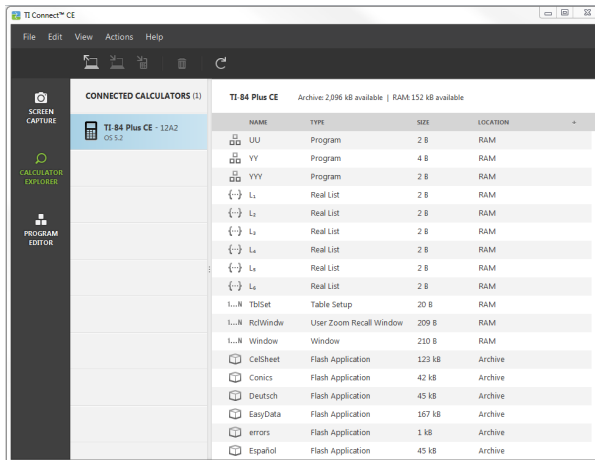 TI Connect™ CE
File Edit View Actions Help
SCREEN CAPTURE
CALCULATOR EXPLORER
PROGRAM EDITOR
CONNECTED CALCULATORS (1)
TI-84 Plus CE - 12A2
OS 5.2
TI-84 Plus CE Archive: 2,096 kB available | RAM: 152 kB available
NAME TYPE SIZE LOCATION +
UU Program 2 B RAM
YY Program 4 B RAM
YYY Program 2 B RAM
{···} L₁ Real List 2 B RAM
{···} L₂ Real List 2 B RAM
{···} L₃ Real List 2 B RAM
{···} L₄ Real List 2 B RAM
{···} L₅ Real List 2 B RAM
{···} L₆ Real List 2 B RAM
1...N TblSet Table Setup 20 B RAM
1...N RclWindw User Zoom Recall Window 209 B RAM
1...N Window Window 210 B RAM
CelSheet Flash Application 123 kB Archive
Conics Flash Application 42 kB Archive
Deutsch Flash Application 45 kB Archive
EasyData Flash Application 167 kB Archive
errors Flash Application 1 kB Archive
Español Flash Application 45 kB Archive